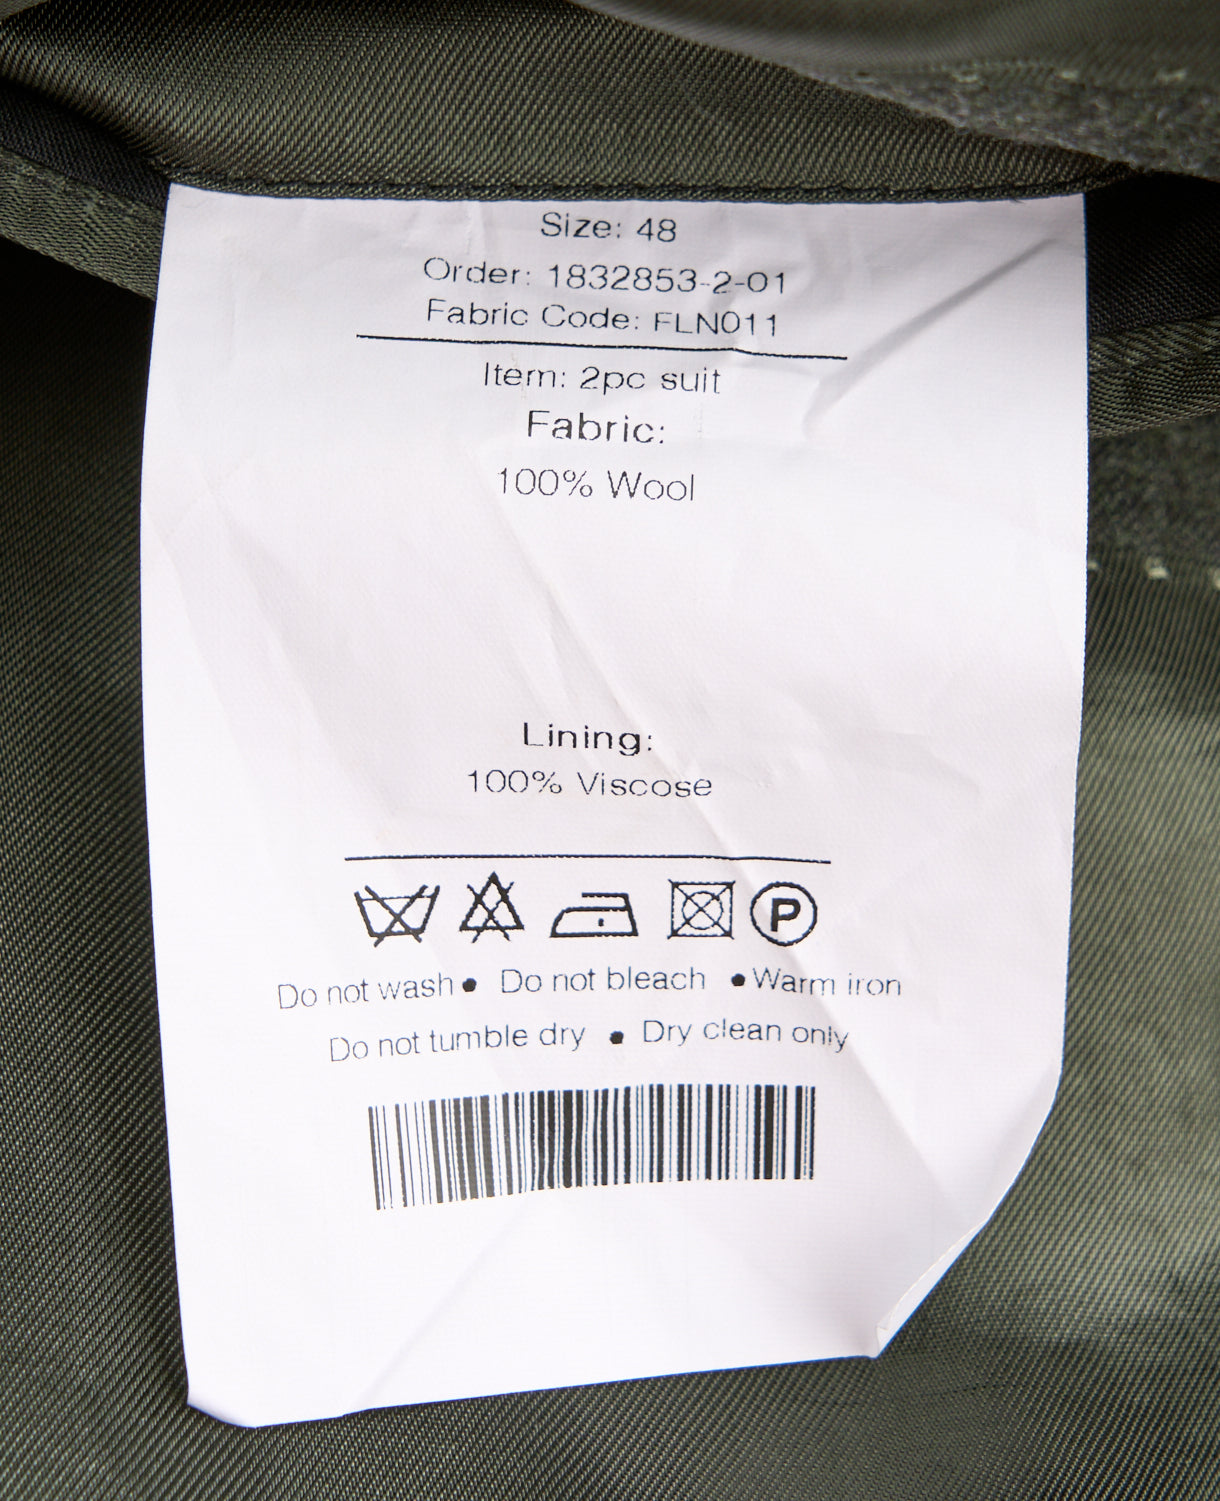 Size: 48
Order: 1832853-2-01
Fabric Code: FLN011
Item: 2pc suit
Fabric:
100% Wool
Lining:
100% Viscose
P
Do not wash • Do not bleach • Warm iron
Do not tumble dry • Dry clean only